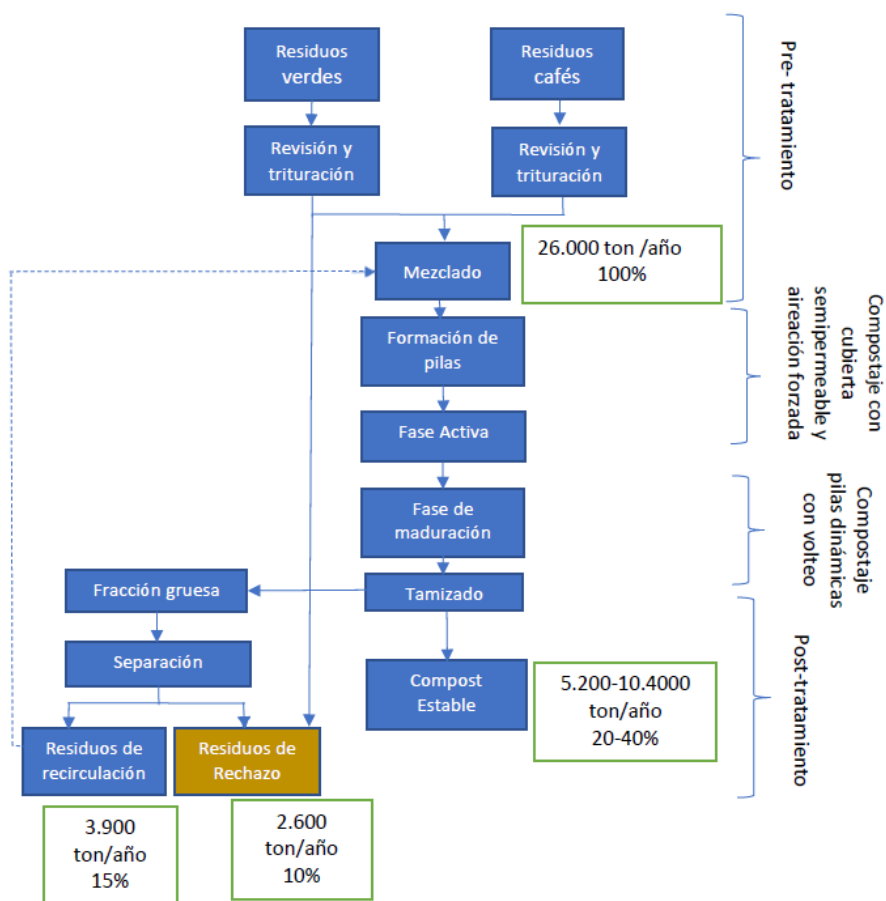 Residuos
verdes
Residuos
cafés
Revisión y
trituración
Revisión y
trituración
Pre- tratamiento
Mezclado
26.000 ton /año
100%
Formación de
pilas
Fase Activa
Compostaje con
cubierta
semipermeable y
aireación forzada
Fase de
maduración
Compostaje
pilas dinámicas
con volteo
Fracción gruesa
Tamizado
Separación
Compost
Estable
5.200-10.4000
ton/año
20-40%
Post-tratamiento
Residuos de
recirculación
Residuos de
Rechazo
3.900
ton/año
15%
2.600
ton/año
10%